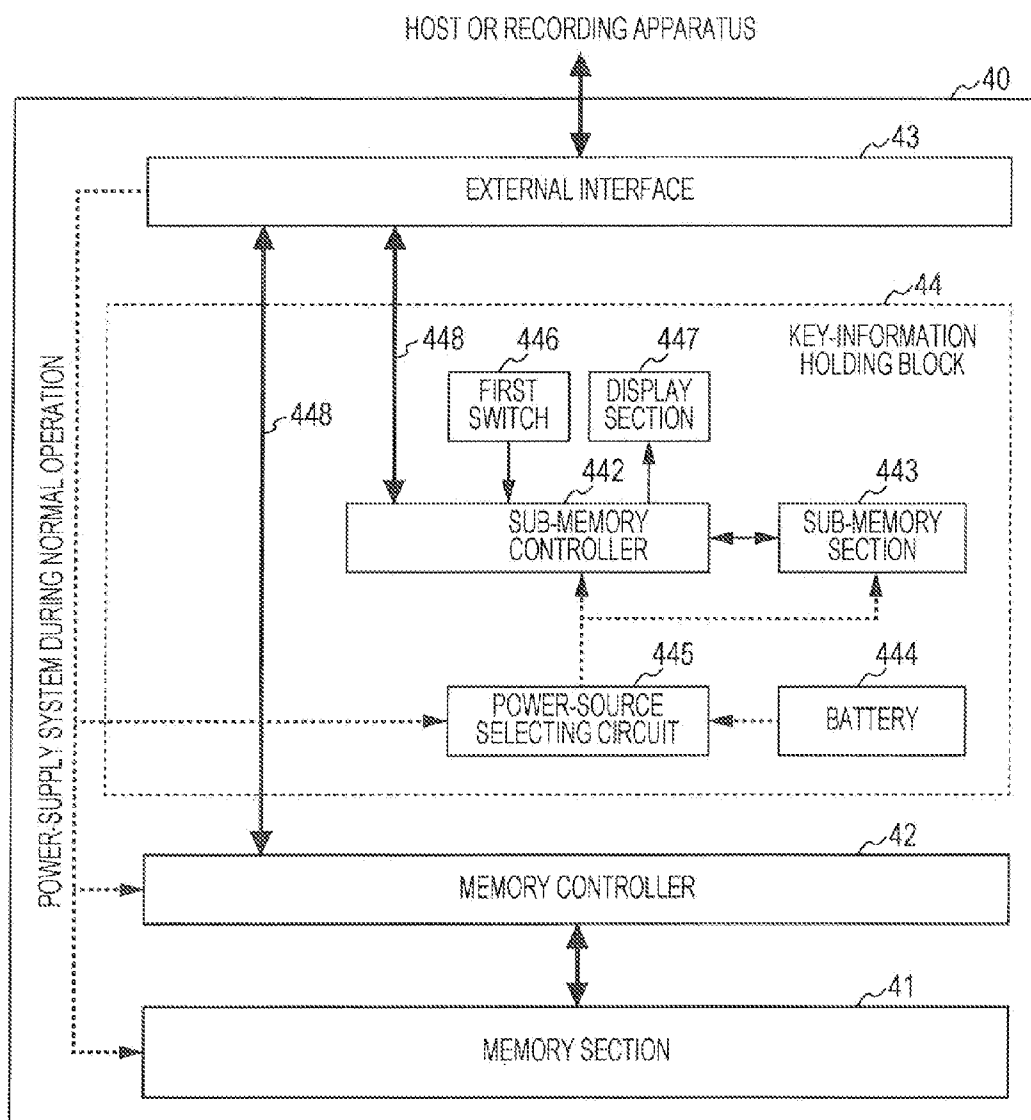 HOST OR RECORDING APPARATUS
40
43
EXTERNAL INTERFACE
44
KEY-INFORMATION
HOLDING BLOCK
448
446
447
FIRST
SWITCH
DISPLAY
SECTION
448
442
443
SUB-MEMORY
CONTROLLER
SUB-MEMORY
SECTION
445
444
POWER-SOURCE
SELECTING CIRCUIT
BATTERY
POWER-SUPPLY SYSTEM DURING NORMAL OPERATION
42
MEMORY CONTROLLER
41
MEMORY SECTION